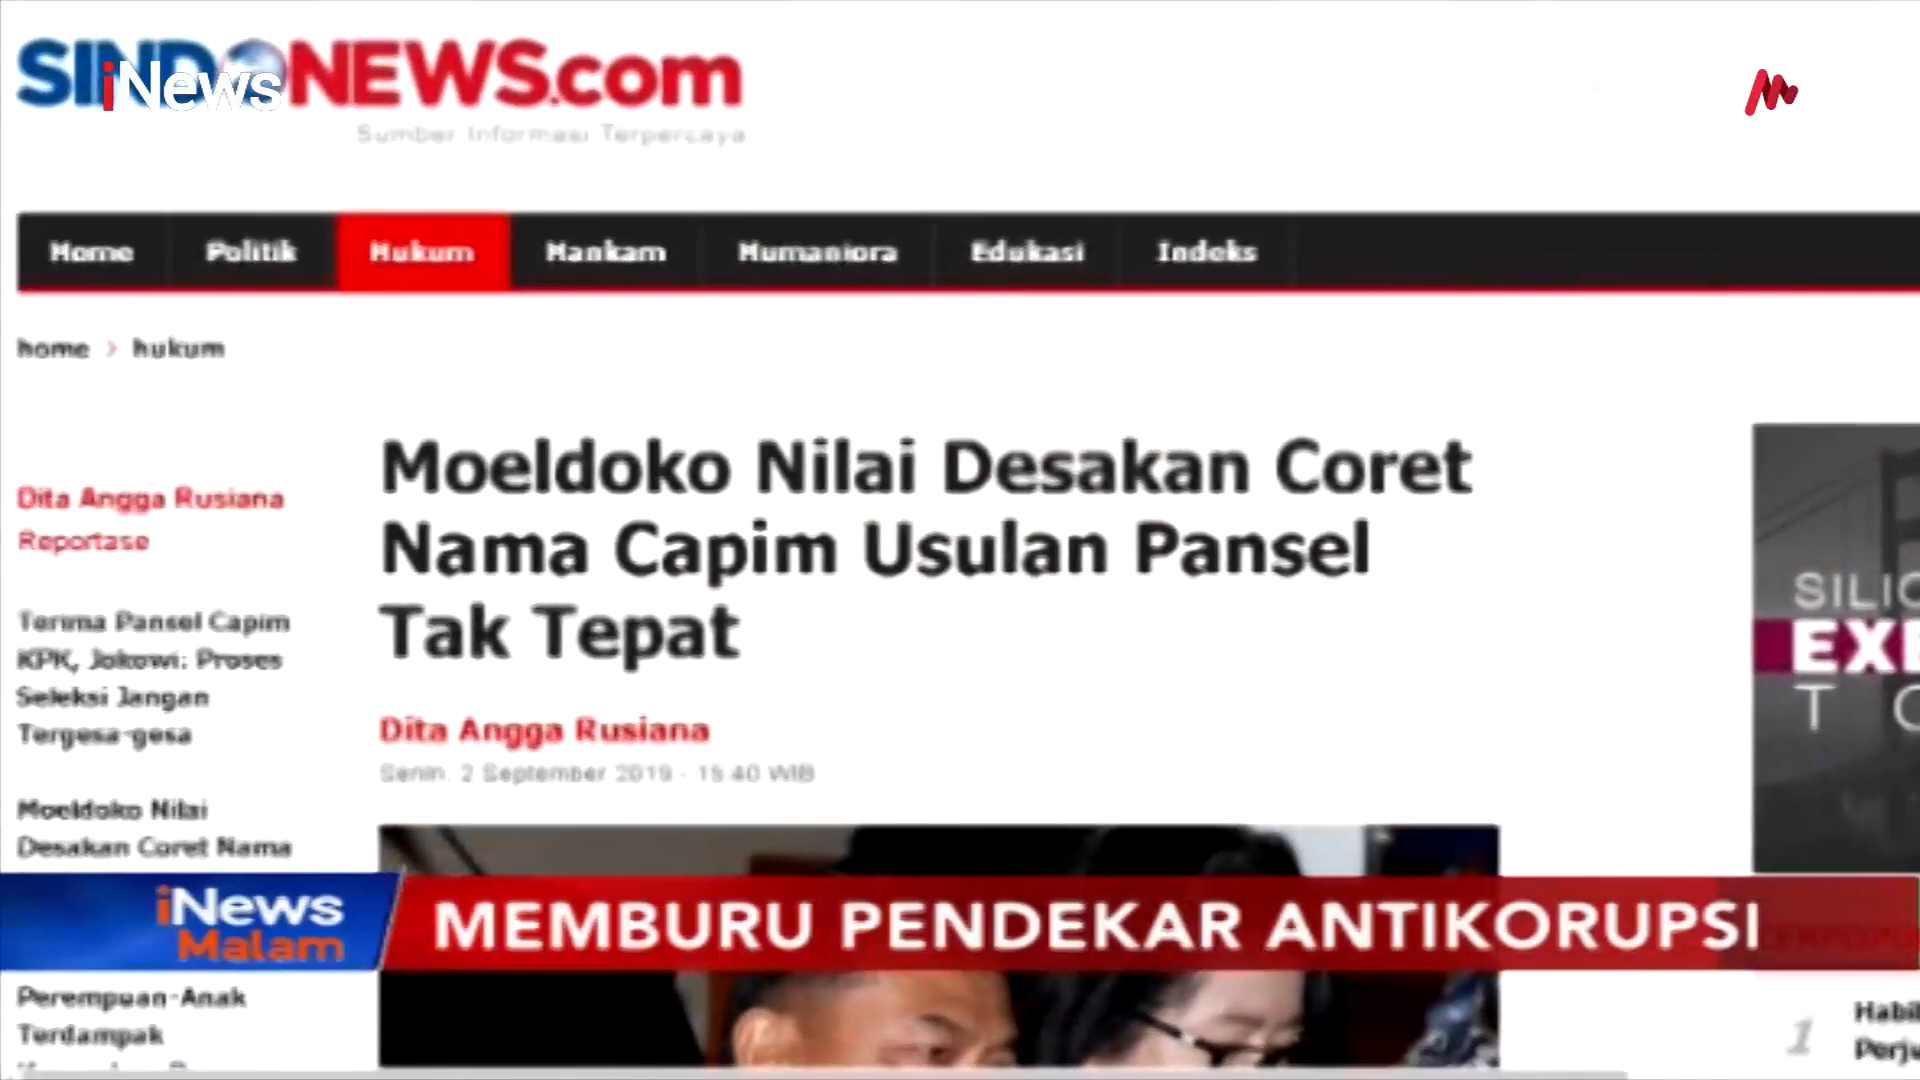 SINDONEWS.com
iNews
Sumber Informasi Terpercaya
Home Politik Hukum Hankam Humaniora Edukasi Indeks
home > hukum
Moeldoko Nilai Desakan Coret
Nama Capim Usulan Pansel
Tak Tepat
Dita Angga Rusiana
Senin, 2 September 2019 - 15:40 WIB
Dita Angga Rusiana
Reportase
Terima Pansel Capim
KPK, Jokowi: Proses
Seleksi Jangan
Tergesa-gesa
Moeldoko Nilai
Desakan Coret Nama
Perempuan-Anak
Terdampak
SILIC
EXE
T
iNews
Malam
MEMBURU PENDEKAR ANTIKORUPSI
1
Habib
Perju